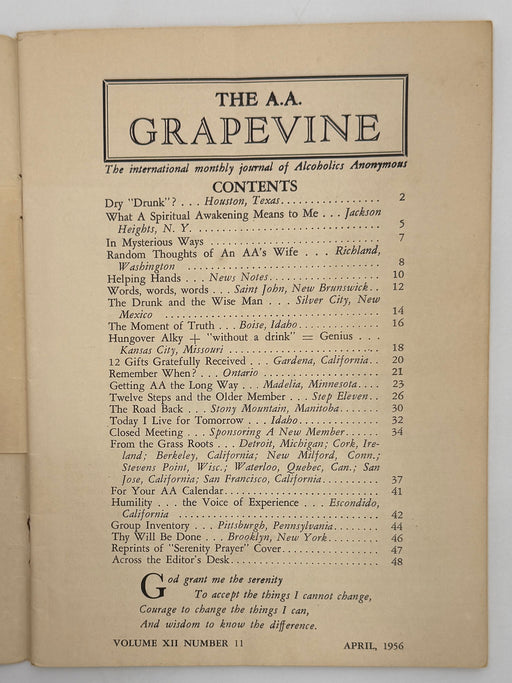 THE A.A.
GRAPEVINE
The international monthly journal of Alcoholics Anonymous
CONTENTS
Dry "Drunk"? . . . Houston, Texas.................... 2
What A Spiritual Awakening Means to Me . . . Jackson
Heights, N. Y. .................................... 5
In Mysterious Ways .................................. 7
Random Thoughts of An AA's Wife . . . Richland,
Washington ....................................... 8
Helping Hands . . . News Notes...................... 10
Words, words, words . . . Saint John, New Brunswick.. 12
The Drunk and the Wise Man . . . Silver City, New
Mexico .......................................... 14
The Moment of Truth . . . Boise, Idaho................ 16
Hungover Alky + "without a drink" = Genius . . .
Kansas City, Missouri ............................. 18
12 Gifts Gratefully Received . . . Gardena, California.. 20
Remember When? . . . Ontario ...................... 21
Getting AA the Long Way . . . Madelia, Minnesota.... 23
Twelve Steps and the Older Member . . . Step Eleven.. 26
The Road Back . . . Stony Mountain, Manitoba........ 30
Today I Live for Tomorrow . . . Idaho................ 32
Closed Meeting . . . Sponsoring A New Member....... 34
From the Grass Roots . . . Detroit, Michigan; Cork, Ire-
land; Berkeley, California; New Milford, Conn.;
Stevens Point, Wisc.; Waterloo, Quebec, Can.; San
Jose, California; San Francisco, California.......... 37
For Your AA Calendar.............................. 41
Humility . . . the Voice of Experience . . . Escondido,
California ....................................... 42
Group Inventory . . . Pittsburgh, Pennsylvania........ 44
Thy Will Be Done . . . Brooklyn, New York.......... 46
Reprints of "Serenity Prayer" Cover.................. 47
Across the Editor's Desk............................ 48
God grant me the serenity
To accept the things I cannot change,
Courage to change the things I can,
And wisdom to know the difference.
VOLUME XII NUMBER 11 APRIL, 1956